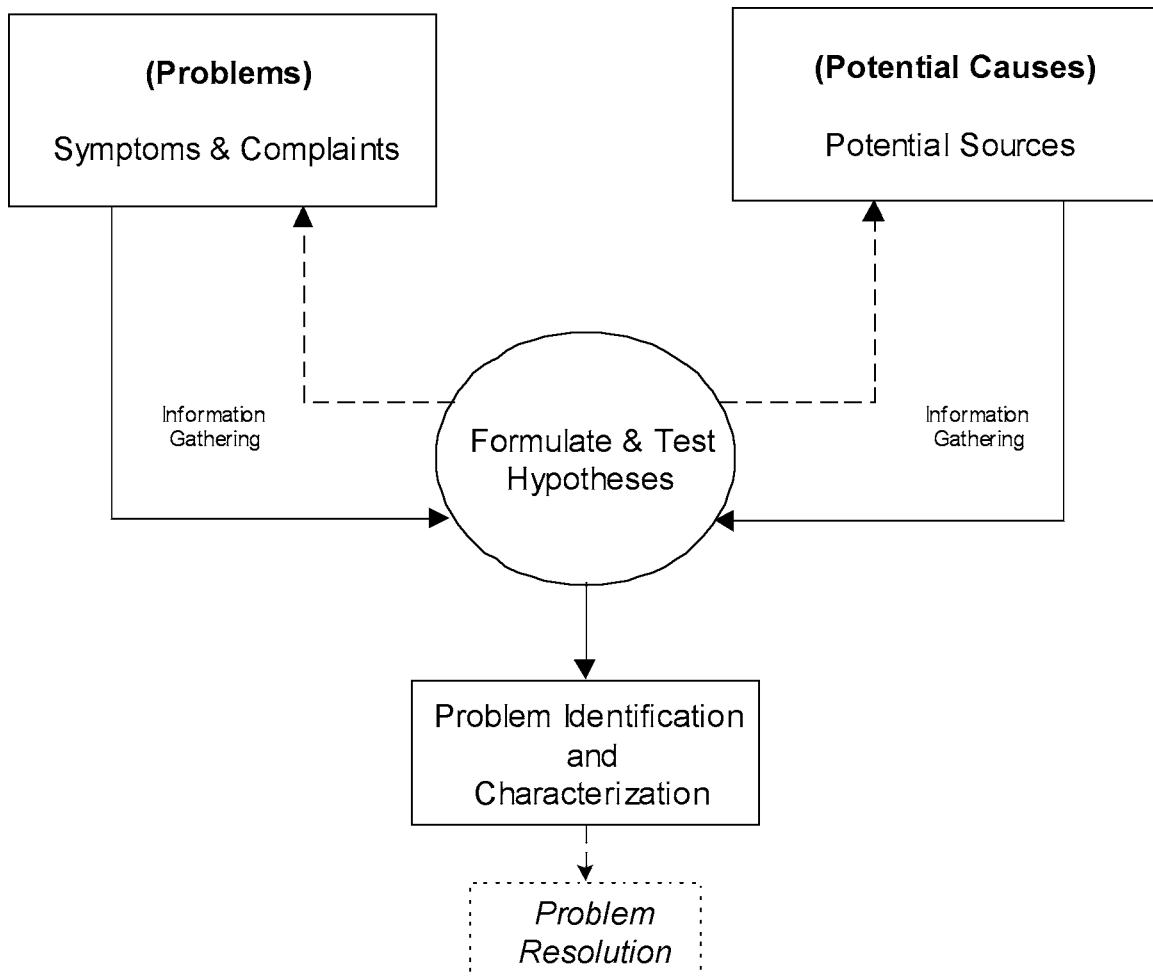 (Problems)
Symptoms & Complaints
(Potential Causes)
Potential Sources
Information
Gathering
Formulate & Test
Hypotheses
Information
Gathering
Problem Identification
and
Characterization
Problem
Resolution